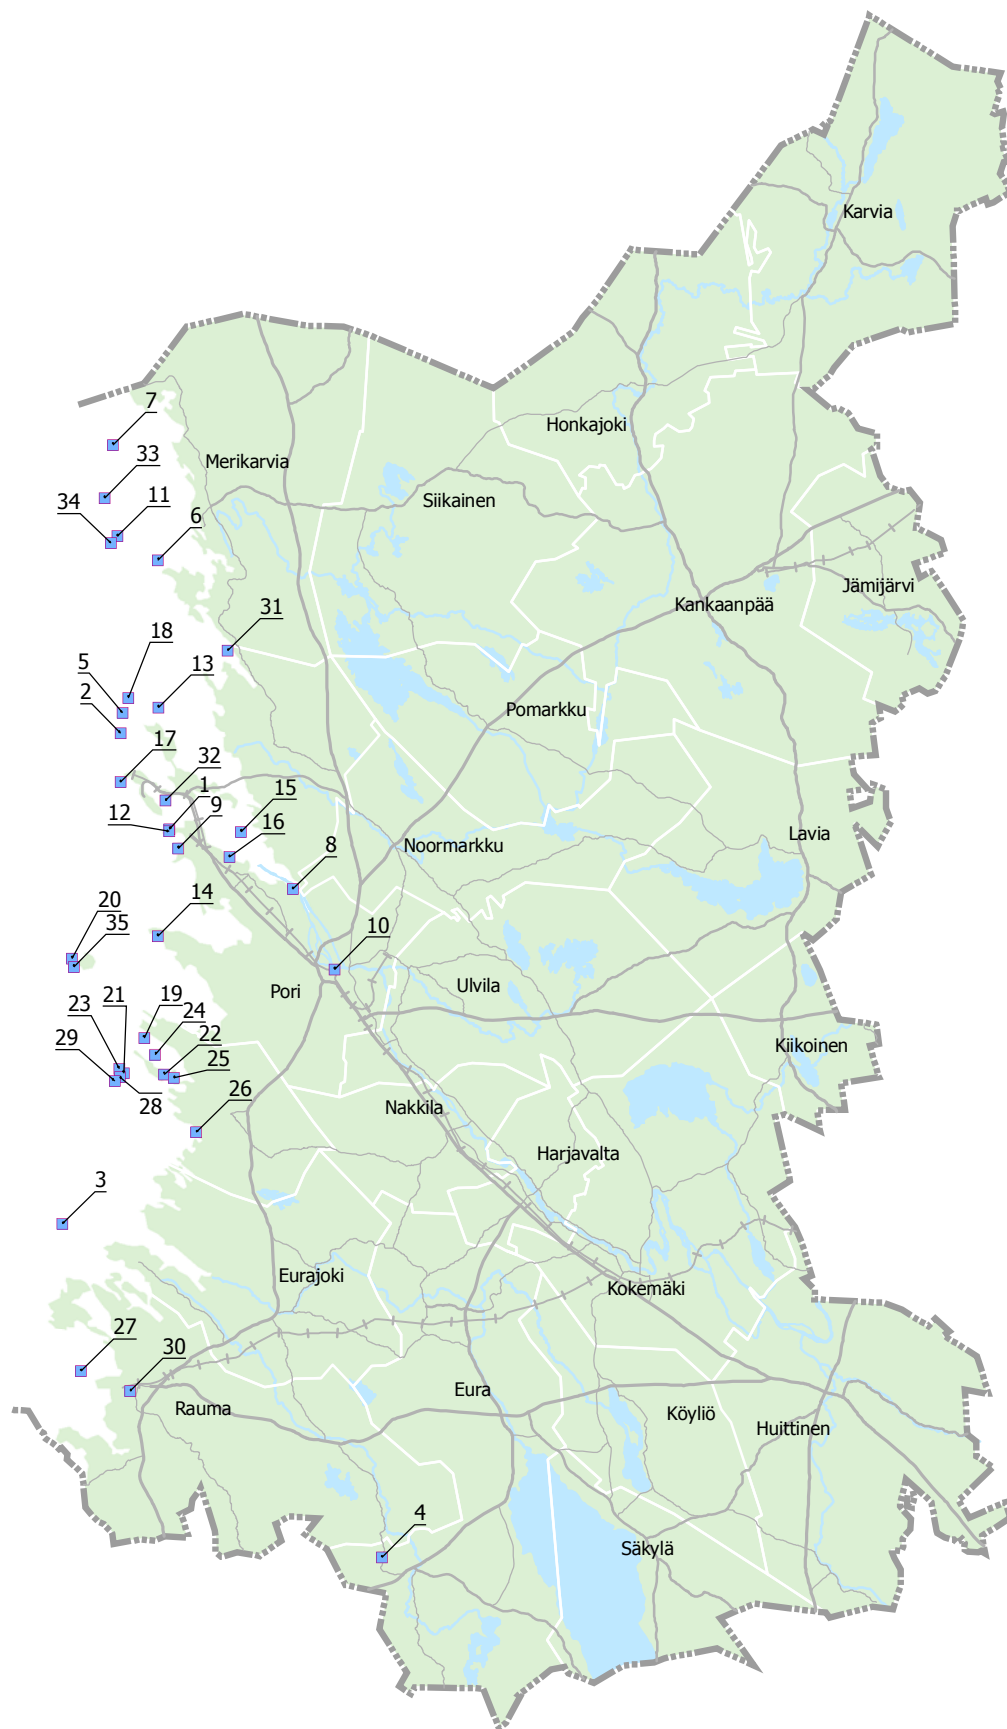 Karvia
7
Honkajoki
33
Merikarvia
Siikainen
34
11
6
Jämijärvi
Kankaanpää
31
18
5
13
2
Pomarkku
17
32
1
15
12
9
16
Lavia
Noormarkku
8
20
14
35
10
Ulvila
Pori
23
21
19
24
29
22
25
Kiikoinen
28
26
Nakkila
Harjavalta
3
Eurajoki
Kokemäki
27
30
Eura
Rauma
Köyliö
Huittinen
4
Säkylä